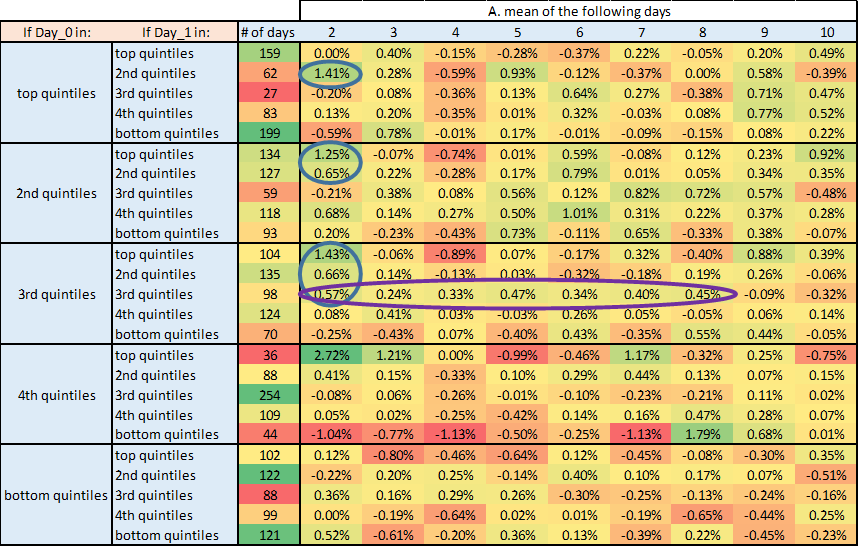 A. mean of the following days
If Day_0 in: If Day_1 in: # of days 2 3 4 5 6 7 8 9 10
top quintiles 159 0.00% 0.40% -0.15% -0.28% -0.37% 0.22% -0.05% 0.20% 0.49%
2nd quintiles 62 1.41% 0.28% -0.59% 0.93% -0.12% -0.37% 0.00% 0.58% -0.39%
top quintiles 3rd quintiles 27 -0.20% 0.08% -0.36% 0.13% 0.64% 0.27% -0.38% 0.71% 0.47%
4th quintiles 83 0.13% 0.20% -0.35% 0.01% 0.32% -0.03% 0.08% 0.77% 0.52%
bottom quintiles 199 -0.59% 0.78% -0.01% 0.17% -0.01% -0.09% -0.15% 0.08% 0.22%
top quintiles 134 1.25% -0.07% -0.74% 0.01% 0.59% -0.08% 0.12% 0.23% 0.92%
2nd quintiles 127 0.65% 0.22% -0.28% 0.17% 0.79% 0.01% 0.05% 0.34% 0.35%
2nd quintiles 3rd quintiles 59 -0.21% 0.38% 0.08% 0.56% 0.12% 0.82% 0.72% 0.57% -0.48%
4th quintiles 118 0.68% 0.14% 0.27% 0.50% 1.01% 0.31% 0.22% 0.38% 0.28%
bottom quintiles 93 0.20% -0.23% -0.43% 0.73% -0.11% 0.65% -0.33% 0.38% -0.07%
top quintiles 104 1.43% -0.06% -0.89% 0.07% -0.17% 0.32% -0.40% 0.88% 0.39%
2nd quintiles 135 0.66% 0.14% -0.13% 0.03% -0.32% -0.18% 0.19% 0.26% -0.06%
3rd quintiles 3rd quintiles 98 0.57% 0.24% 0.33% 0.47% 0.34% 0.40% 0.45% -0.09% -0.32%
4th quintiles 124 0.08% 0.41% 0.03% -0.03% 0.26% 0.05% -0.05% 0.06% 0.14%
bottom quintiles 70 -0.25% -0.43% 0.07% -0.40% 0.43% -0.35% 0.55% 0.44% -0.05%
top quintiles 36 2.72% 1.21% 0.00% -0.99% -0.46% 1.17% -0.32% 0.25% -0.75%
2nd quintiles 88 0.41% 0.15% -0.33% 0.10% 0.29% 0.44% 0.13% 0.07% 0.15%
4th quintiles 3rd quintiles 254 -0.08% 0.06% -0.26% -0.01% -0.10% -0.23% -0.21% 0.11% 0.02%
4th quintiles 109 0.05% 0.02% -0.25% -0.42% 0.14% 0.16% 0.47% 0.28% 0.07%
bottom quintiles 44 -1.04% -0.77% -1.13% -0.50% -0.25% -1.13% 1.79% 0.68% 0.01%
top quintiles 102 0.12% -0.80% -0.46% -0.64% 0.12% -0.45% -0.08% -0.30% 0.35%
2nd quintiles 122 -0.22% 0.20% 0.25% -0.14% 0.40% 0.10% 0.17% 0.07% -0.51%
bottom quintiles 3rd quintiles 88 0.36% 0.16% 0.29% 0.26% -0.30% -0.25% -0.13% -0.24% -0.16%
4th quintiles 99 0.00% -0.19% -0.64% 0.02% 0.01% -0.19% -0.65% -0.44% 0.25%
bottom quintiles 121 0.52% -0.61% -0.20% 0.36% 0.13% -0.39% 0.22% -0.45% -0.23%